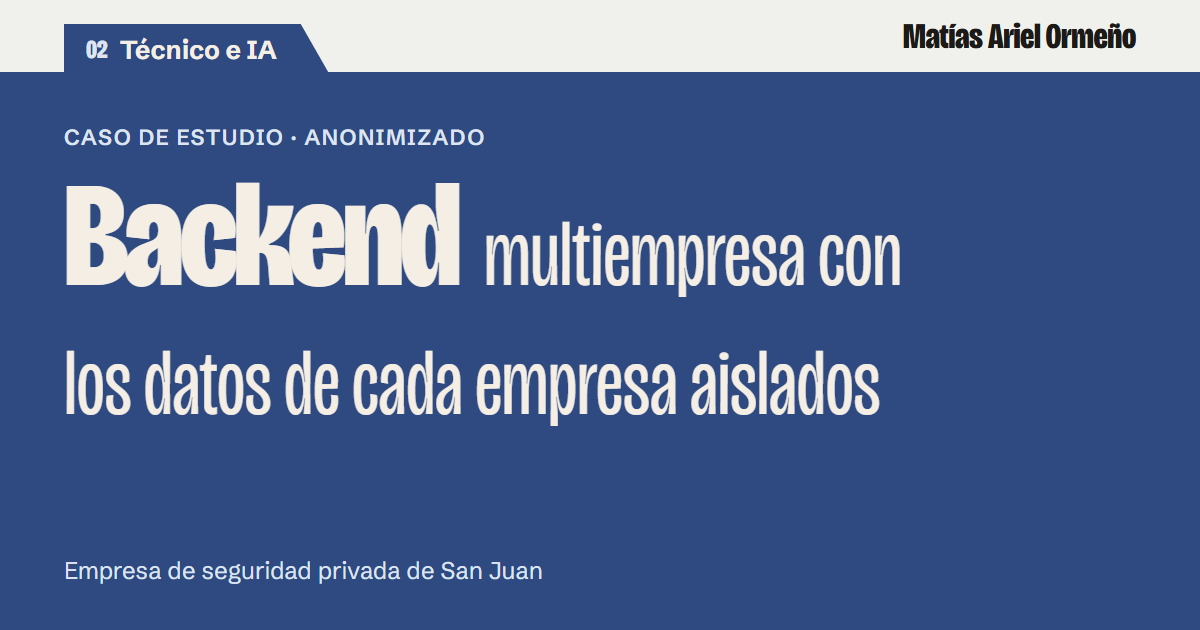 02 Técnico e IA
Matías Ariel Ormeño
CASO DE ESTUDIO · ANONIMIZADO
Backend multiempresa con
los datos de cada empresa aislados
Empresa de seguridad privada de San Juan